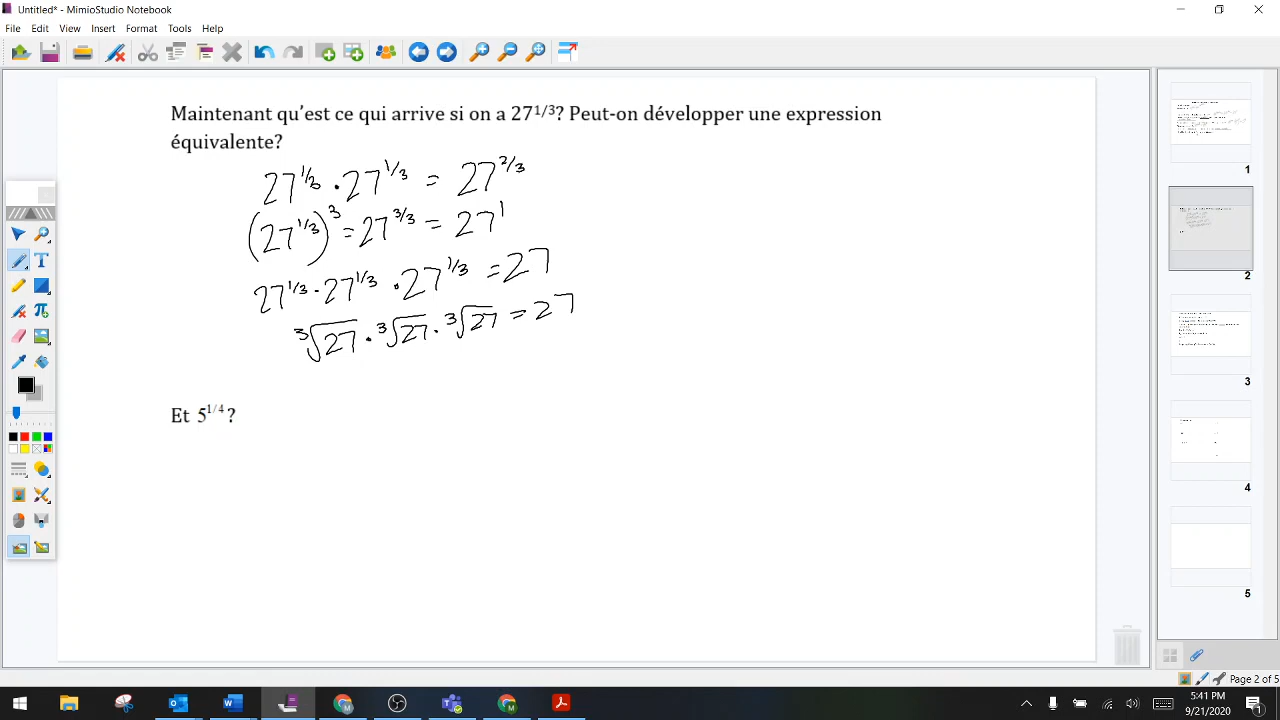 Untitled* - MimioStudio Notebook
File Edit View Insert Format Tools Help
Maintenant qu'est ce qui arrive si on a 27^1/3? Peut-on développer une expression
équivalente?
27^1/3 · 27^1/3 = 27^2/3
(27^1/3)^3 = 27^3/3 = 27^1
27^1/3 · 27^1/3 · 27^1/3 = 27
³√27 · ³√27 · ³√27 = 27
Et 5^1/4?
1
2
3
4
5
Page 2 of 5
5:41 PM
9/21/2020